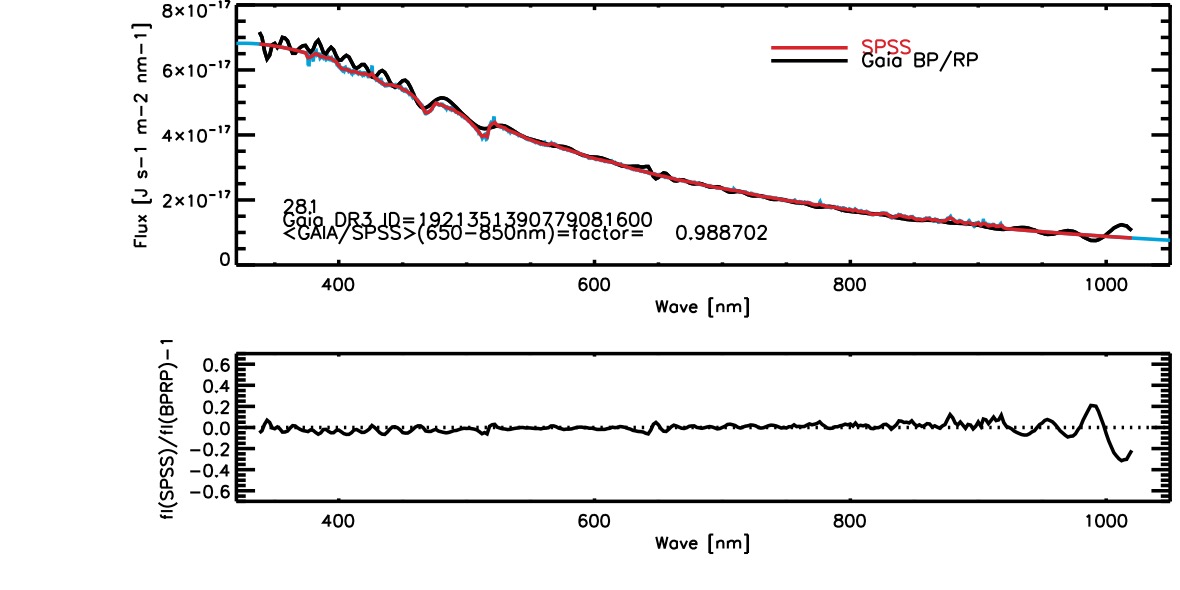 8×10−17
6×10−17
4×10−17
2×10−17
0
Flux [J s−1 m−2 nm−1]
SPSS
Gaia BP/RP
281
Gaia DR3 ID=1921351390779081600
<GAIA/SPSS>(650−850nm)=factor= 0.988702
400 600 800 1000
Wave [nm]
0.6
0.4
0.2
0.0
−0.2
−0.4
−0.6
fl(SPSS)/fl(BPRP)−1
400 600 800 1000
Wave [nm]